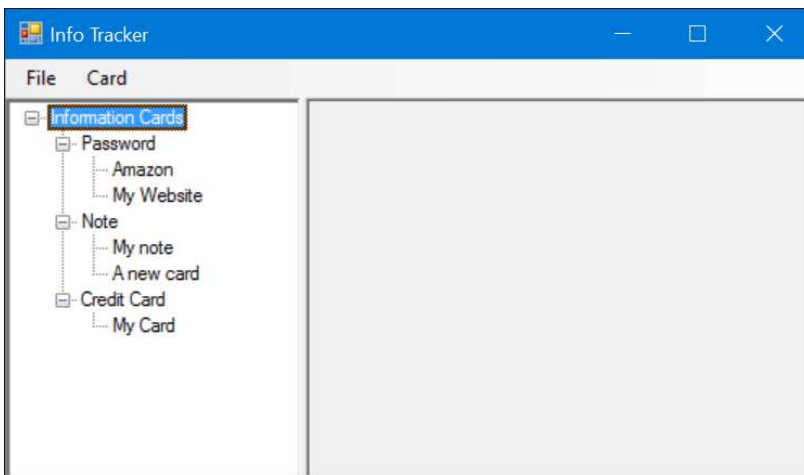 Info Tracker
File Card
Information Cards
Password
Amazon
My Website
Note
My note
A new card
Credit Card
My Card